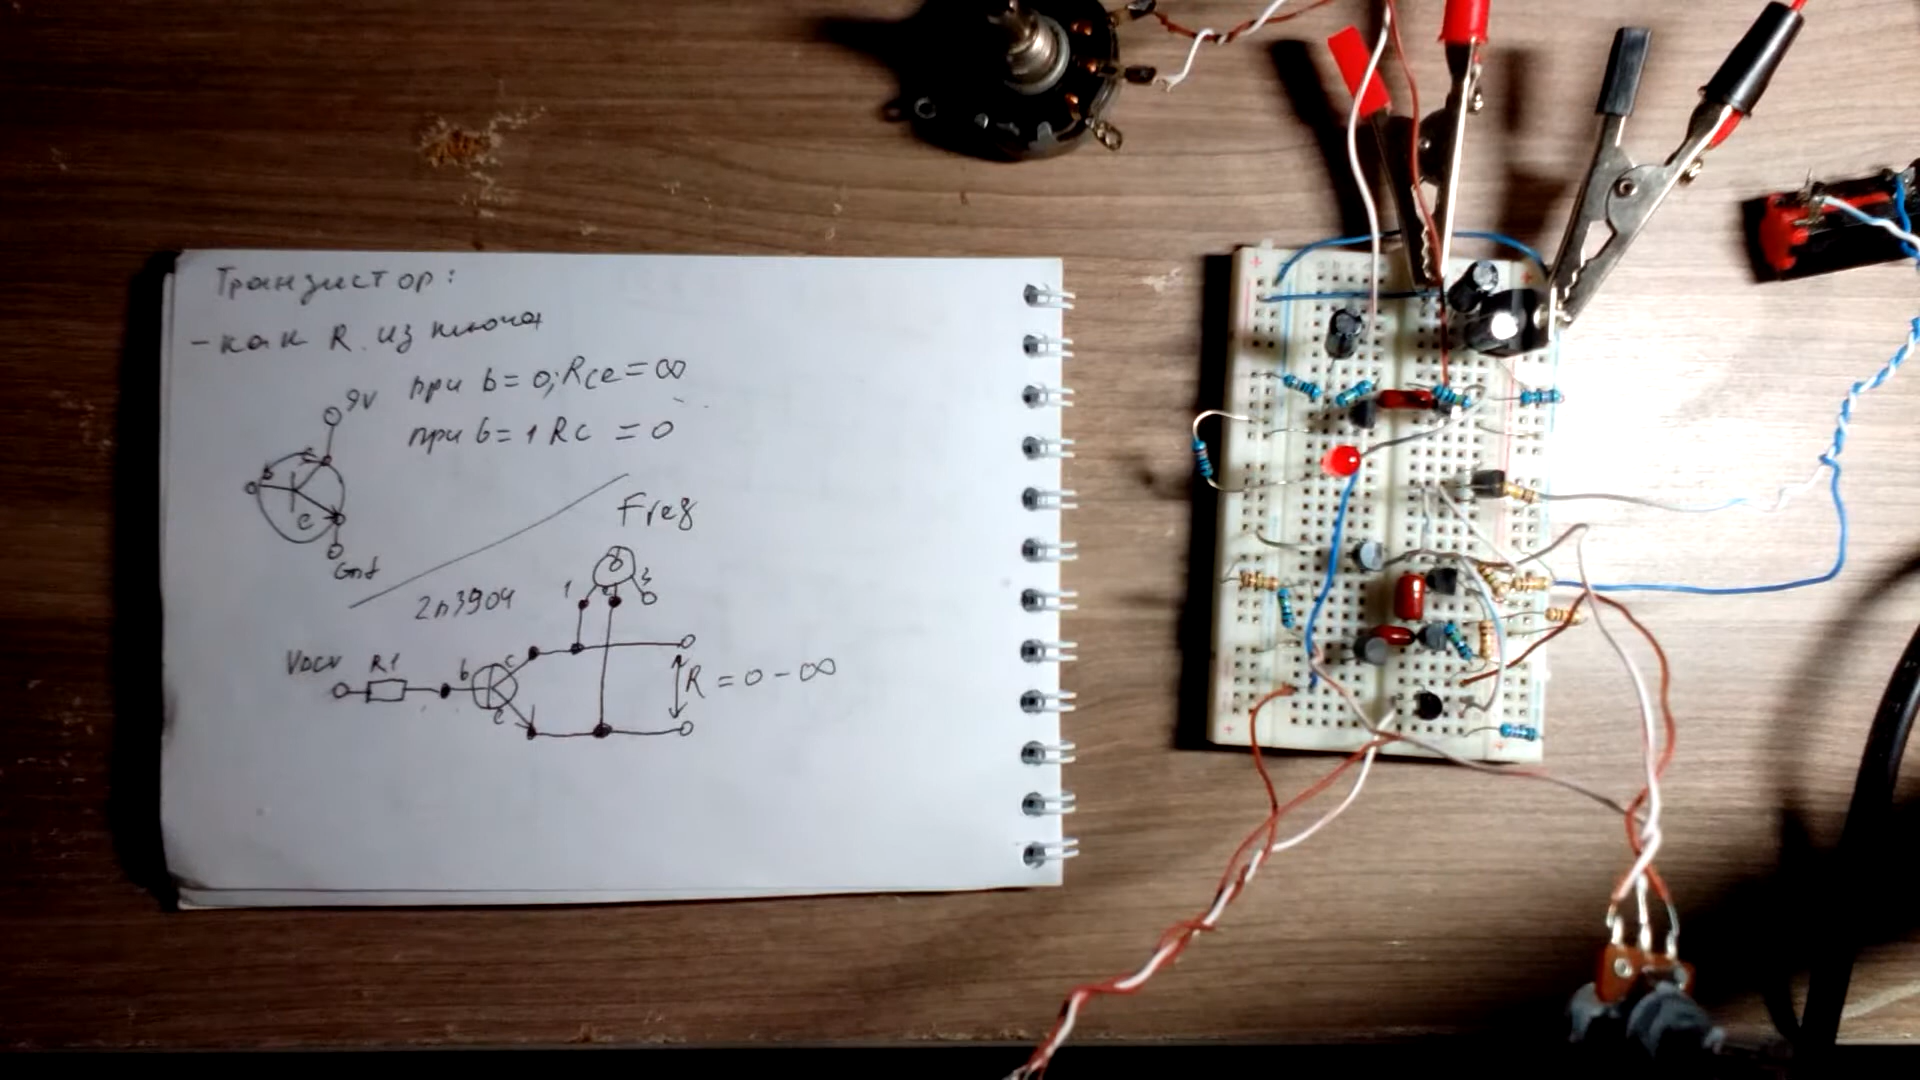 Транзистор:
- как R из ключа
при b = 0; Rce = ∞
при b = 1 Rc = 0
9V
c
b
e
Gnd
Freq
2n3904
1
3
R1
b
c
e
R = 0 - ∞